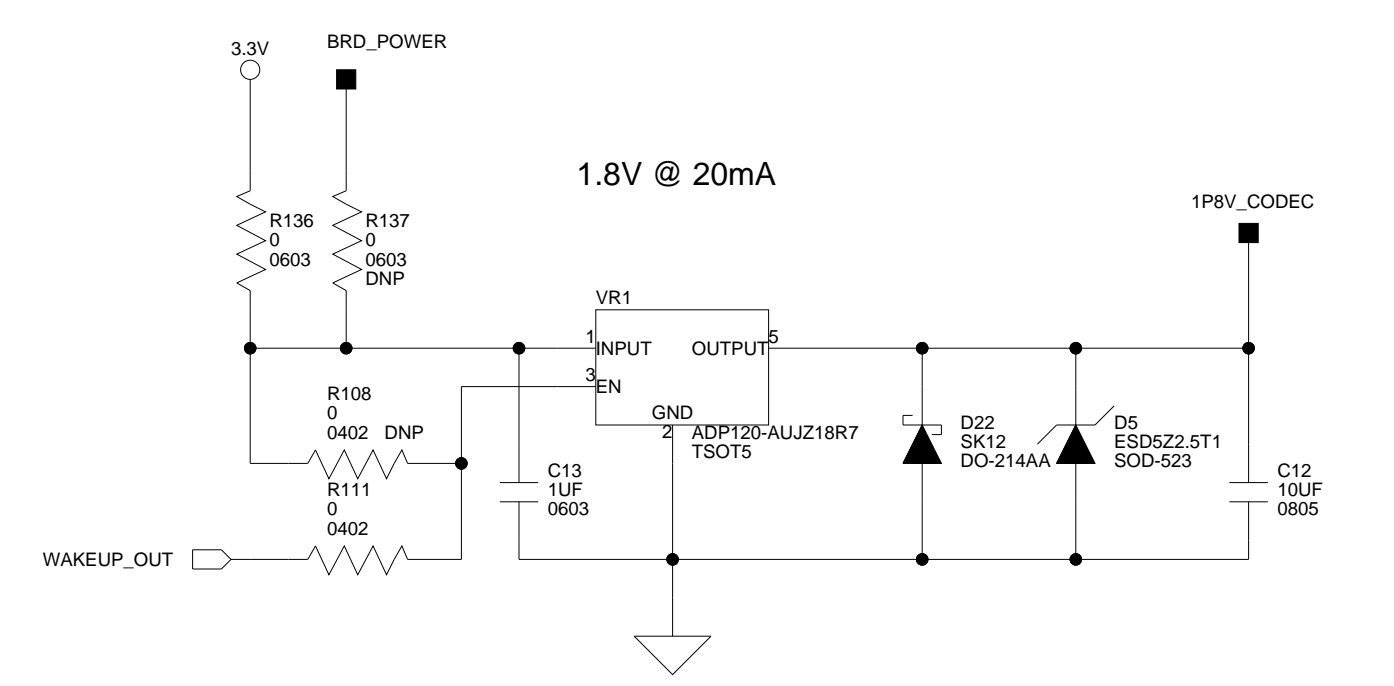 3.3V
BRD_POWER
1.8V @ 20mA
1P8V_CODEC
R136
0
0603
R137
0
0603
DNP
VR1
1
INPUT
OUTPUT
5
3
EN
GND
2
ADP120-AUJZ18R7
TSOT5
R108
0
0402 DNP
R111
0
0402
WAKEUP_OUT
C13
1UF
0603
D22
SK12
DO-214AA
D5
ESD5Z2.5T1
SOD-523
C12
10UF
0805